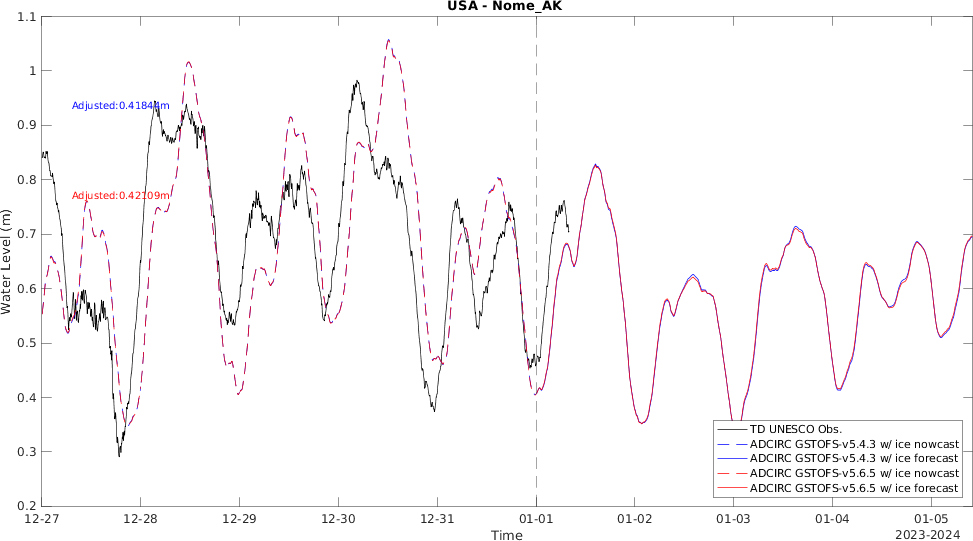 USA - Nome_AK
Water Level (m)
1.1
1
0.9
0.8
0.7
0.6
0.5
0.4
0.3
0.2
Adjusted:0.41844m
Adjusted:0.42109m
TD UNESCO Obs.
ADCIRC GSTOFS-v5.4.3 w/ ice nowcast
ADCIRC GSTOFS-v5.4.3 w/ ice forecast
ADCIRC GSTOFS-v5.6.5 w/ ice nowcast
ADCIRC GSTOFS-v5.6.5 w/ ice forecast
12-27 12-28 12-29 12-30 12-31 01-01 01-02 01-03 01-04 01-05
Time
2023-2024